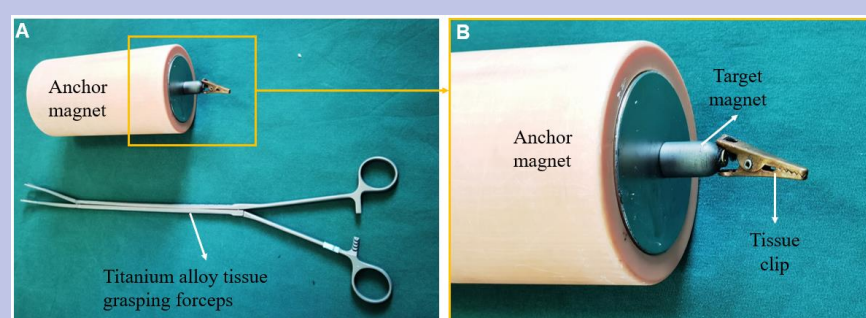 A
Anchor
magnet
Titanium alloy tissue
grasping forceps
B
Target
magnet
Anchor
magnet
Tissue
clip